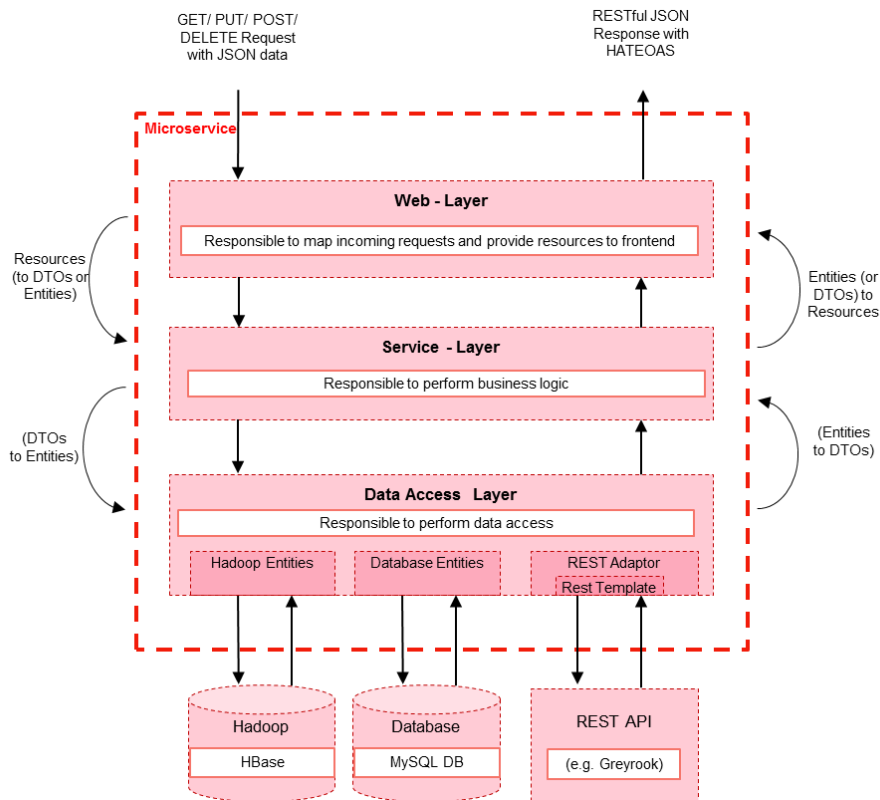 GET/ PUT/ POST/
DELETE Request
with JSON data
RESTful JSON
Response with
HATEOAS
Microservice
Web - Layer
Responsible to map incoming requests and provide resources to frontend
Resources
(to DTOs or
Entities)
Entities (or
DTOs) to
Resources
Service - Layer
Responsible to perform business logic
(DTOs
to Entities)
(Entities
to DTOs)
Data Access Layer
Responsible to perform data access
Hadoop Entities
Database Entities
REST Adaptor
Rest Template
Hadoop
HBase
Database
MySQL DB
REST API
(e.g. Greyrook)